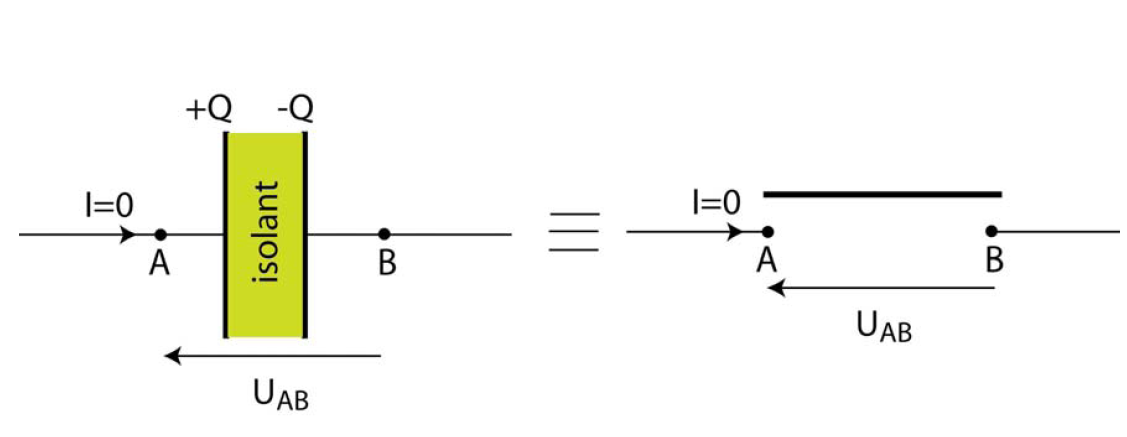 +Q -Q
I=0
isolant
A
B
U_AB
I=0
A
B
U_AB